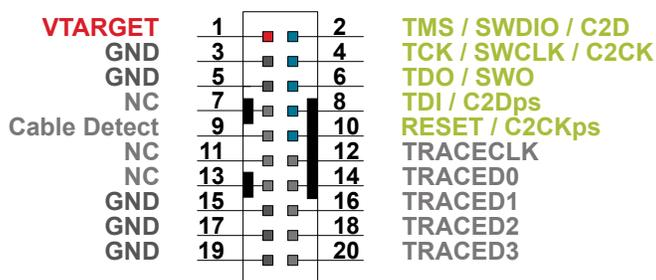 VTARGET 1 2 TMS / SWDIO / C2D
GND 3 4 TCK / SWCLK / C2CK
GND 5 6 TDO / SWO
NC 7 8 TDI / C2Dps
Cable Detect 9 10 RESET / C2CKps
NC 11 12 TRACECLK
NC 13 14 TRACED0
GND 15 16 TRACED1
GND 17 18 TRACED2
GND 19 20 TRACED3